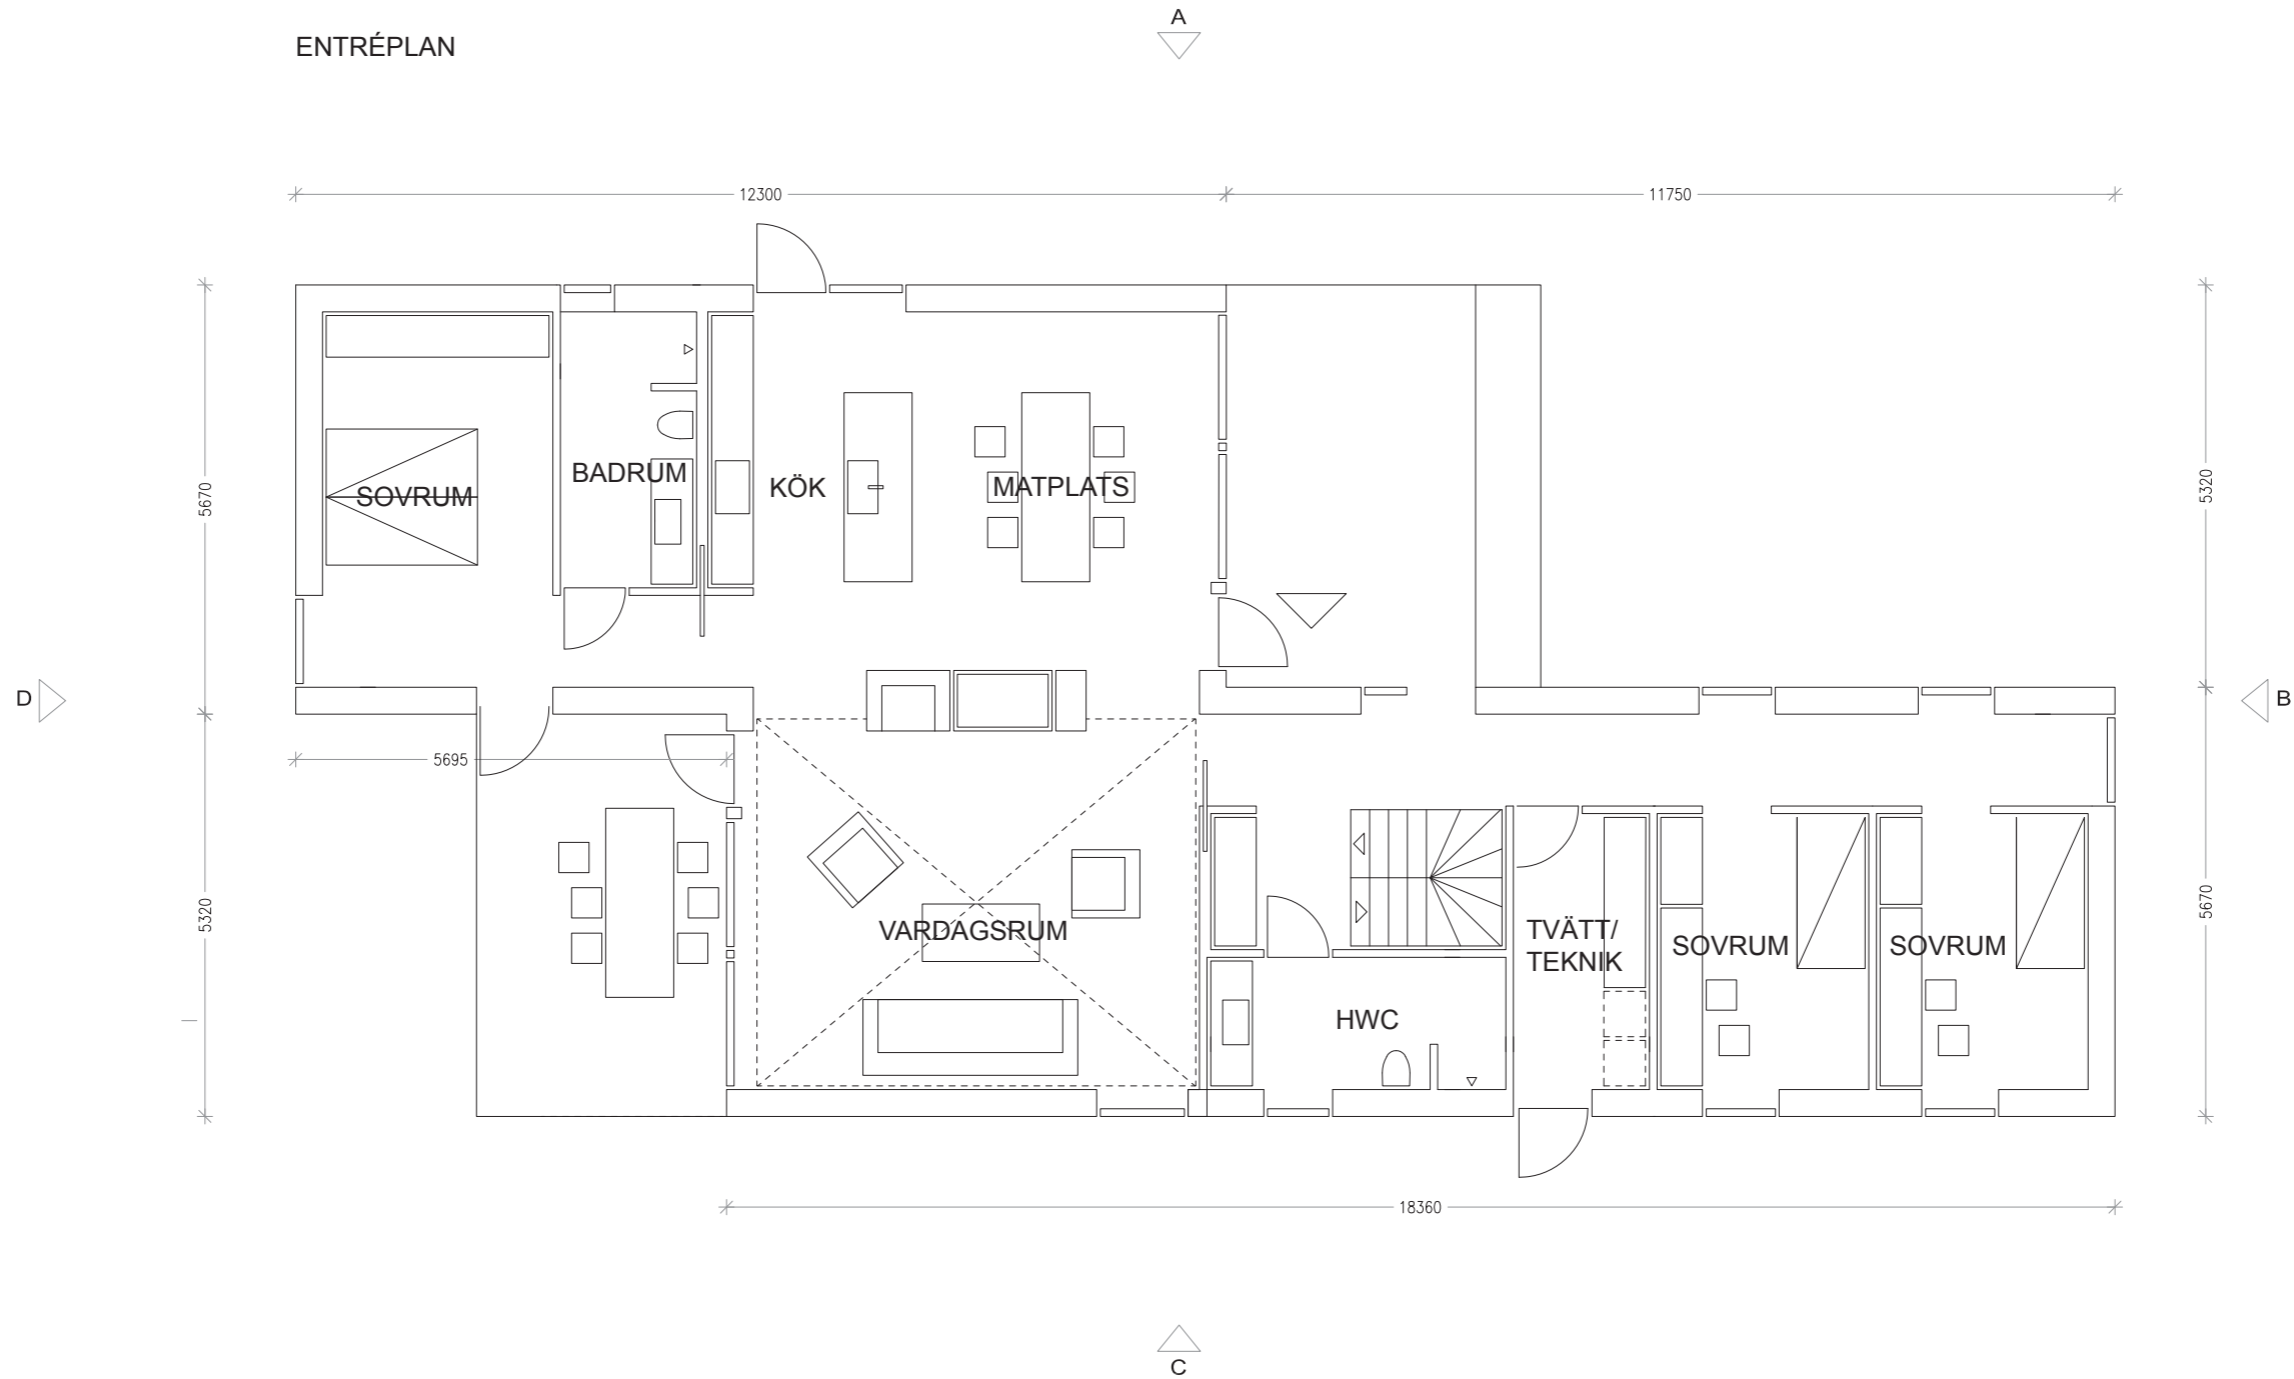 A
ENTRÉPLAN
12300
11750
5670
5320
SOVRUM
BADRUM
KÖK
MATPLATS
D
B
5695
5320
5670
VARDAGSRUM
TVÄTT/
TEKNIK
SOVRUM
SOVRUM
HWC
18360
C